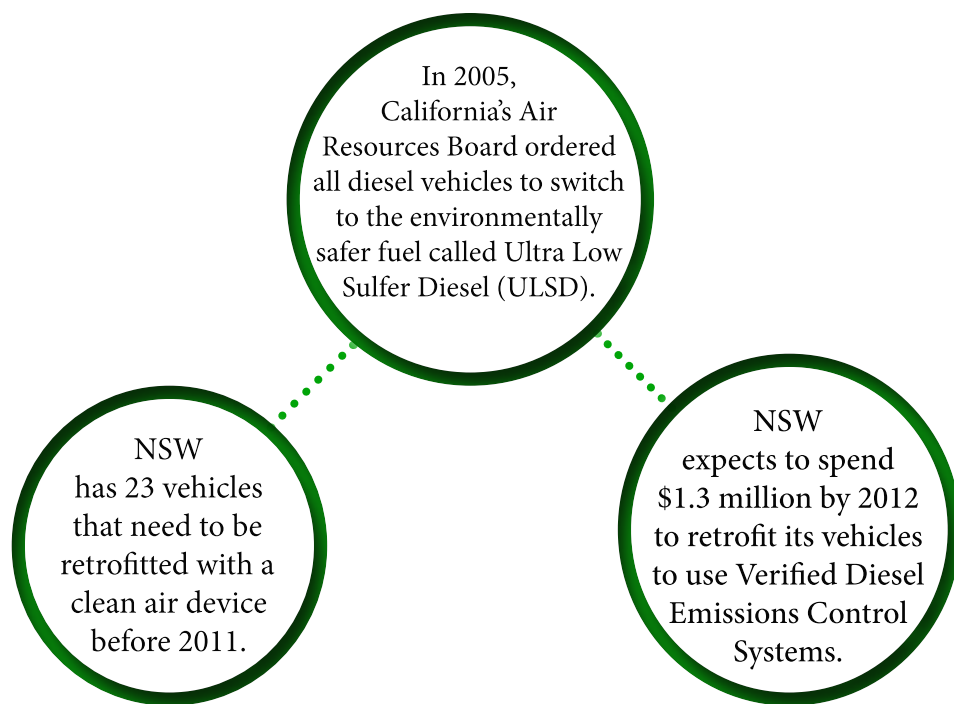 In 2005,
California’s Air
Resources Board ordered
all diesel vehicles to switch
to the environmentally
safer fuel called Ultra Low
Sulfer Diesel (ULSD).
NSW
has 23 vehicles
that need to be
retrofitted with a
clean air device
before 2011.
NSW
expects to spend
$1.3 million by 2012
to retrofit its vehicles
to use Verified Diesel
Emissions Control
Systems.